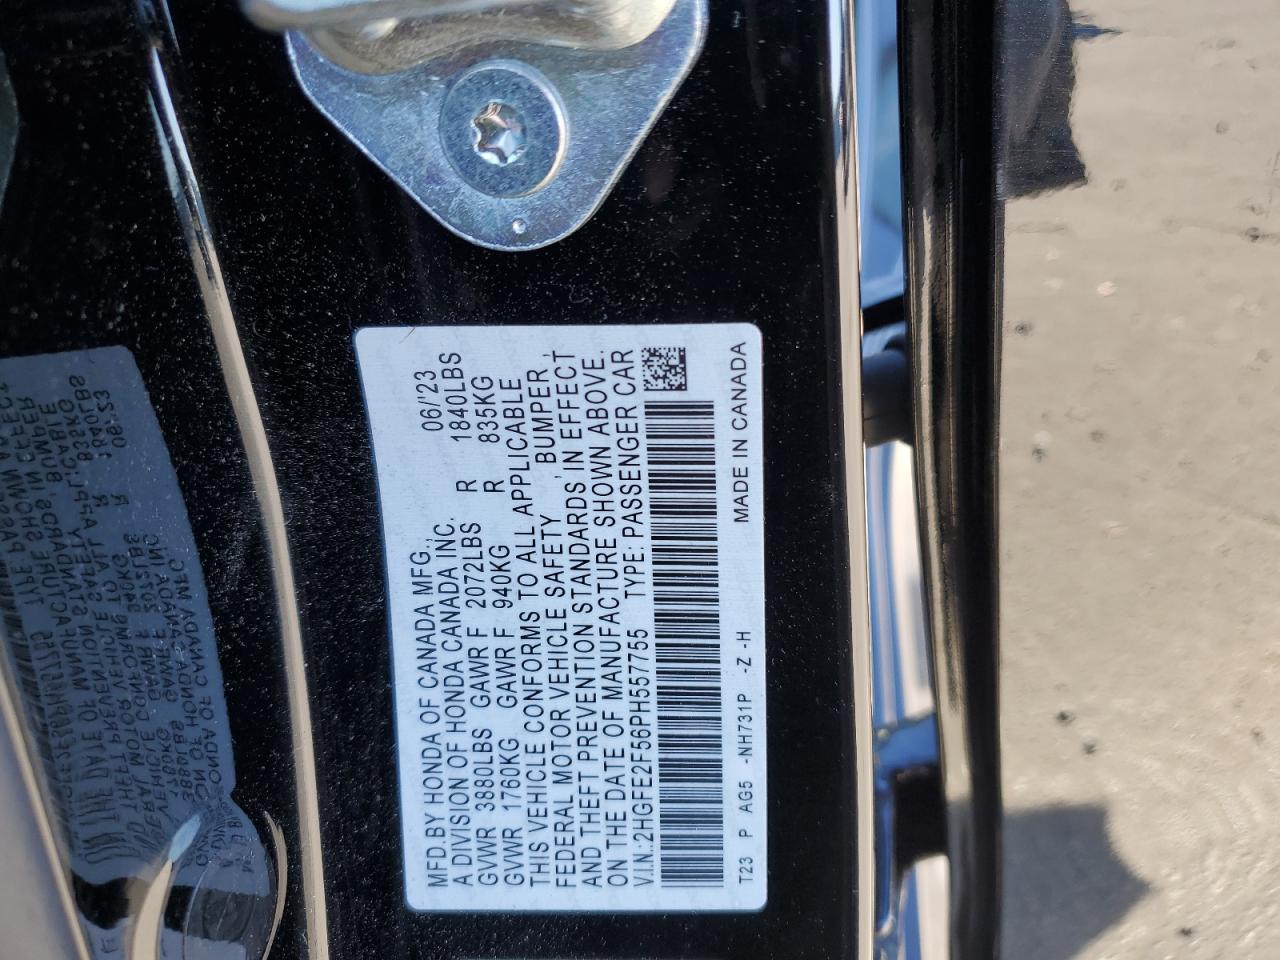 MFD.BY HONDA OF CANADA MFG., 06/'23
A DIVISION OF HONDA CANADA INC.
GVWR 3880LBS GAWR F 2072LBS R 1840LBS
GVWR 1760KG GAWR F 940KG R 835KG
THIS VEHICLE CONFORMS TO ALL APPLICABLE
FEDERAL MOTOR VEHICLE SAFETY, BUMPER,
AND THEFT PREVENTION STANDARDS IN EFFECT
ON THE DATE OF MANUFACTURE SHOWN ABOVE.
V.I.N.:2HGFE2F56PH557755 TYPE: PASSENGER CAR
T23 P AG5 -NH731P -Z -H MADE IN CANADA